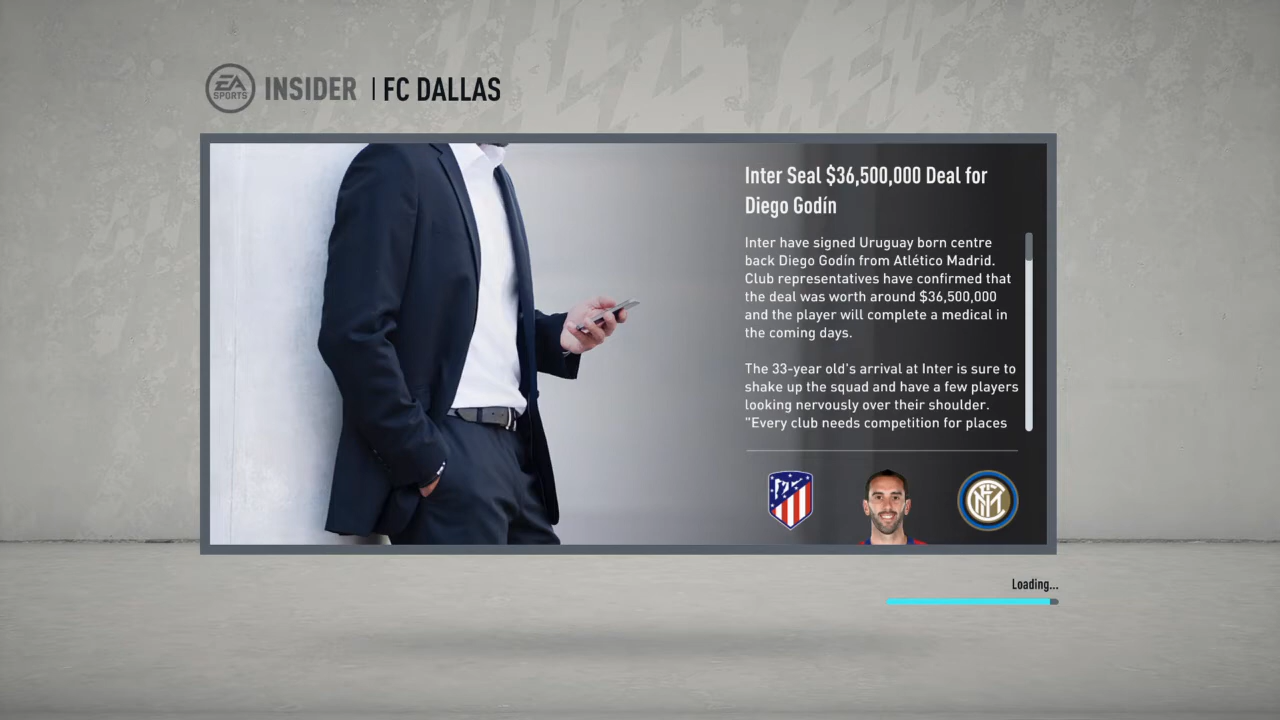 EA
SPORTS
INSIDER | FC DALLAS
Inter Seal $36,500,000 Deal for
Diego Godín
Inter have signed Uruguay born centre
back Diego Godín from Atlético Madrid.
Club representatives have confirmed that
the deal was worth around $36,500,000
and the player will complete a medical in
the coming days.
The 33-year old's arrival at Inter is sure to
shake up the squad and have a few players
looking nervously over their shoulder.
"Every club needs competition for places
Loading...